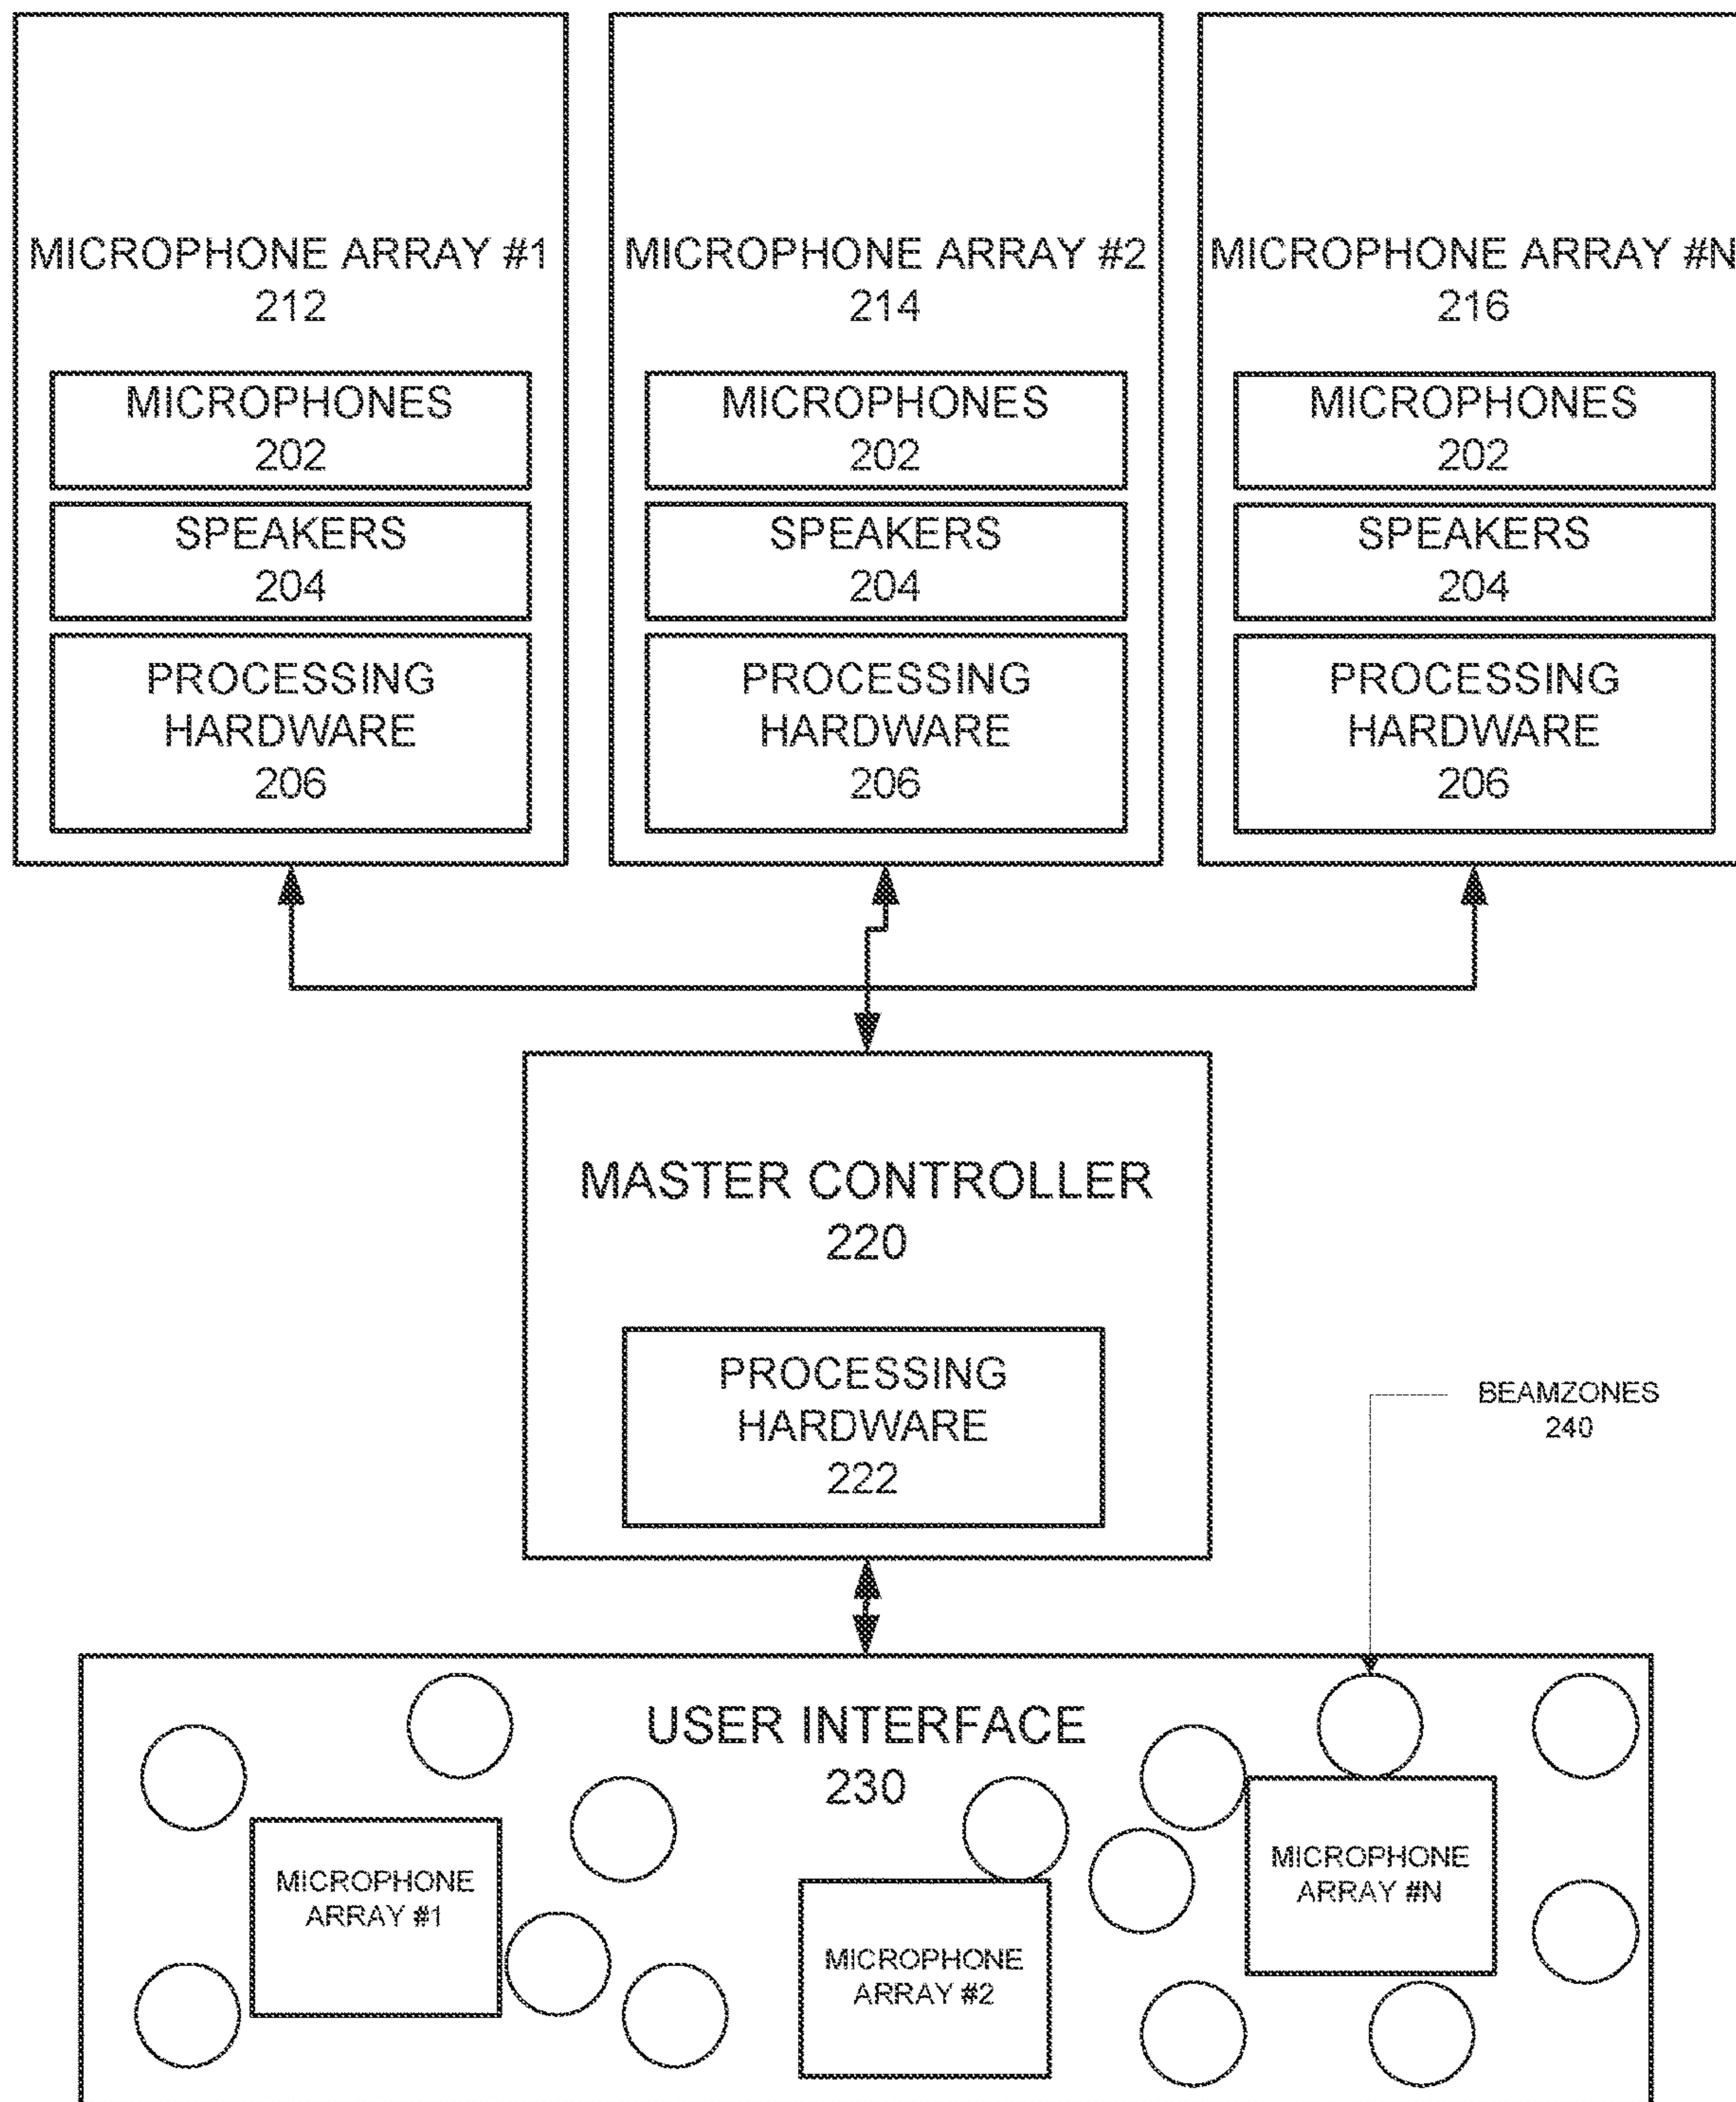 MICROPHONE ARRAY #1
212
MICROPHONES
202
SPEAKERS
204
PROCESSING
HARDWARE
206
MICROPHONE ARRAY #2
214
MICROPHONES
202
SPEAKERS
204
PROCESSING
HARDWARE
206
MICROPHONE ARRAY #N
216
MICROPHONES
202
SPEAKERS
204
PROCESSING
HARDWARE
206
MASTER CONTROLLER
220
PROCESSING
HARDWARE
222
BEAMZONES
240
USER INTERFACE
230
MICROPHONE
ARRAY #1
MICROPHONE
ARRAY #2
MICROPHONE
ARRAY #N